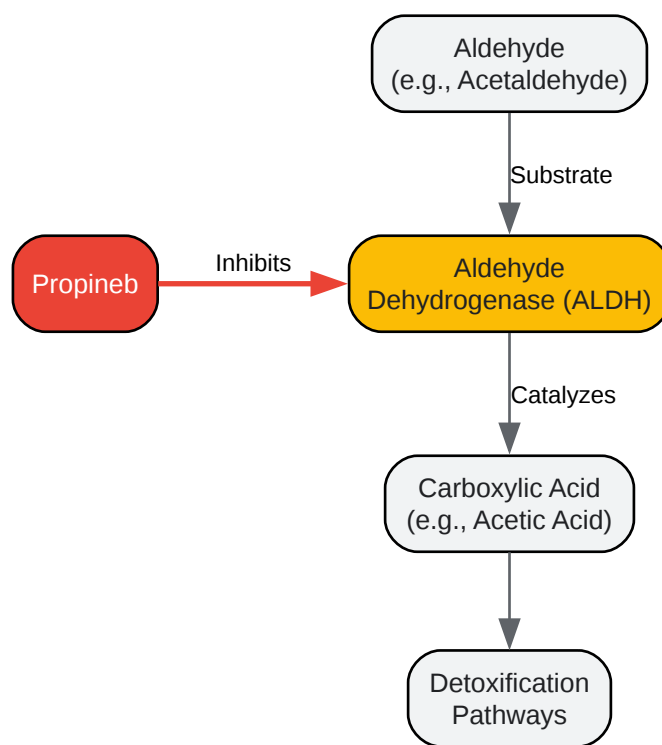 Aldehyde
(e.g., Acetaldehyde)
Substrate
Propineb
Inhibits
Aldehyde
Dehydrogenase (ALDH)
Catalyzes
Carboxylic Acid
(e.g., Acetic Acid)
Detoxification
Pathways